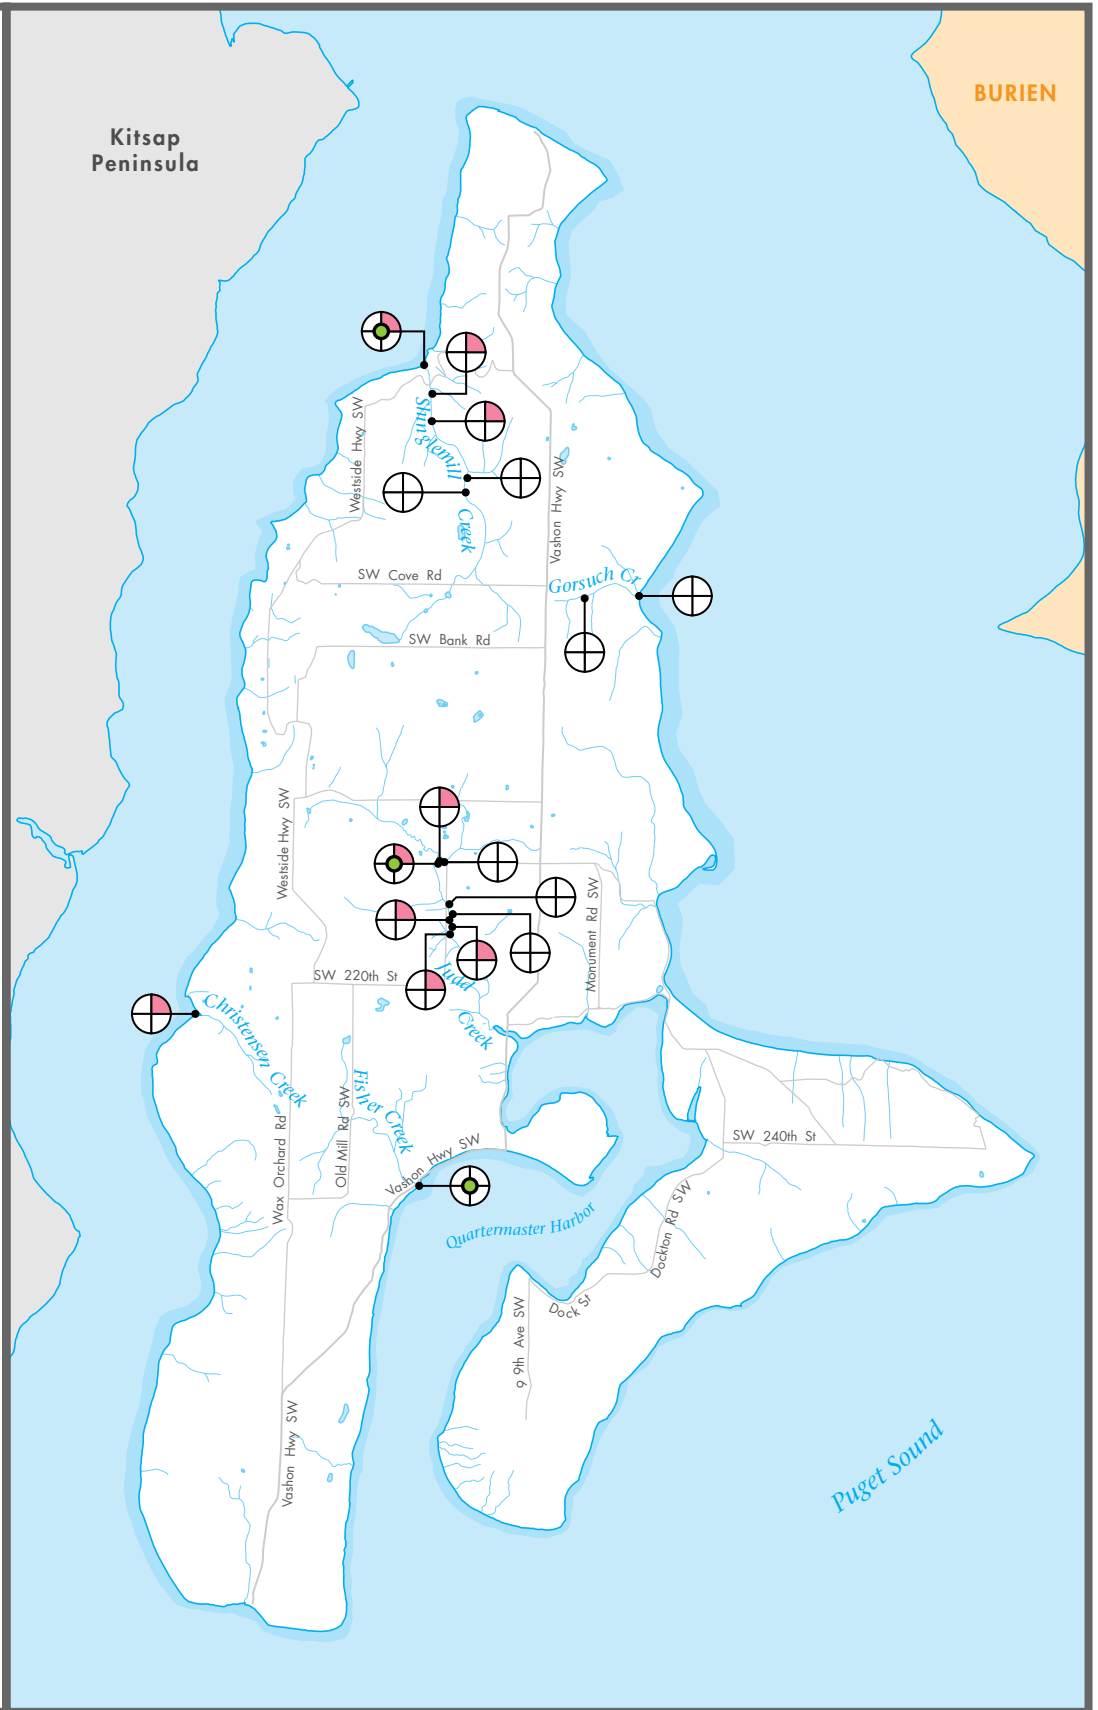 BURIEN
Kitsap
Peninsula
Westside Hwy SW
Shinglemill
Creek
Vashon Hwy SW
SW Cove Rd
Gorsuch Cr
SW Bank Rd
Westside Hwy SW
Monument Rd SW
SW 220th St
Judd
Creek
Christensen Creek
Fisher Creek
Wax Orchard Rd
Old Mill Rd SW
Vashon Hwy SW
SW 240th St
Quartermaster Harbor
Dockton Rd SW
Dock St
9 9th Ave SW
Vashon Hwy SW
Puget Sound